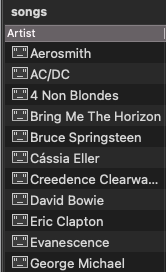 songs
Artist
Aerosmith
AC/DC
4 Non Blondes
Bring Me The Horizon
Bruce Springsteen
Cássia Eller
Creedence Clearwa...
David Bowie
Eric Clapton
Evanescence
George Michael